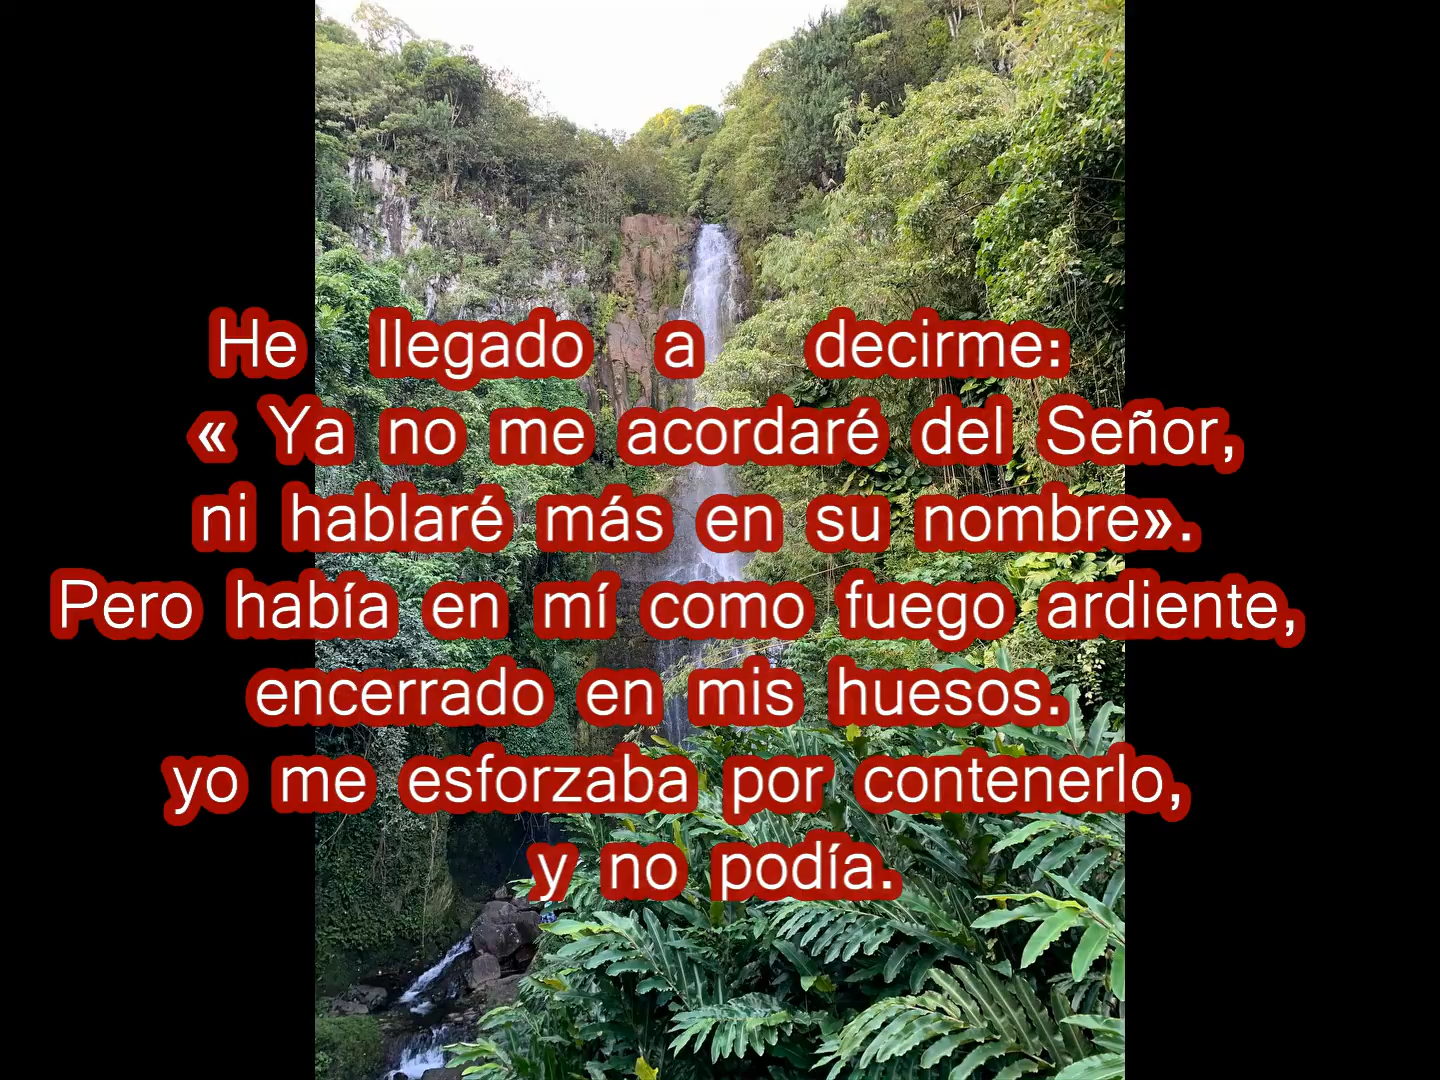 He llegado a decirme:
« Ya no me acordaré del Señor,
ni hablaré más en su nombre».
Pero había en mí como fuego ardiente,
encerrado en mis huesos.
yo me esforzaba por contenerlo,
y no podía.